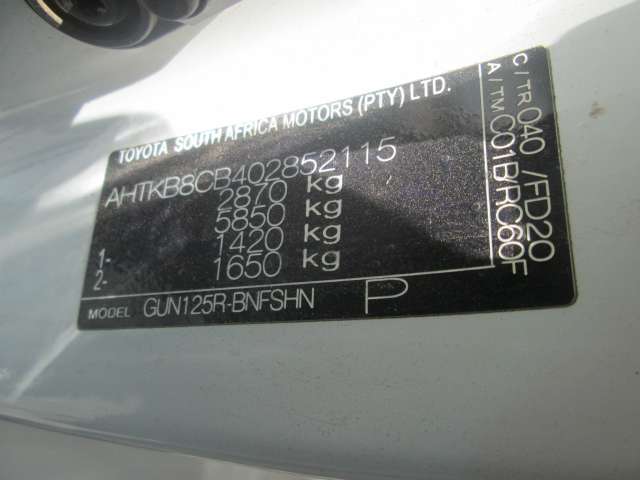 TOYOTA SOUTH AFRICA MOTORS (PTY) LTD.
AHTKB8CB402852115
2870 kg
5850 kg
1- 1420 kg
2- 1650 kg
MODEL GUN125R-BNFSHN P
C/TR 040 /FD20
A/TM C01B/RC60F